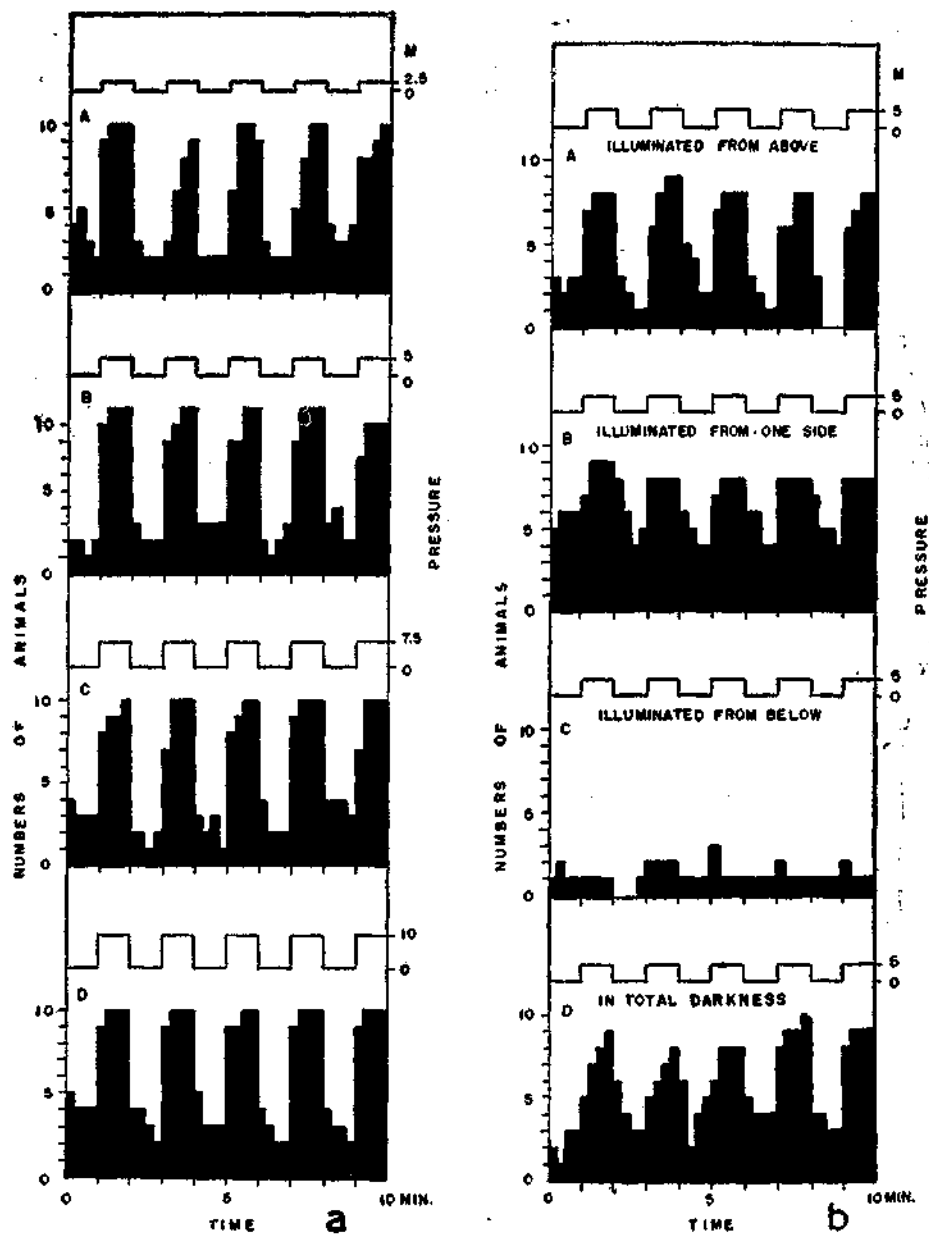 M
2.5
0
A
10
5
0
5
0
B
10
5
0
7.5
0
C
10
5
0
10
0
D
10
5
0
0 5 10 MIN.
TIME
a
NUMBERS OF ANIMALS
PRESSURE
M
5
0
ILLUMINATED FROM ABOVE
A
10
5
0
5
0
ILLUMINATED FROM ONE SIDE
B
10
5
0
5
0
ILLUMINATED FROM BELOW
C
10
5
0
5
0
IN TOTAL DARKNESS
D
10
5
0
0 5 10 MIN.
TIME
b
NUMBERS OF ANIMALS
PRESSURE